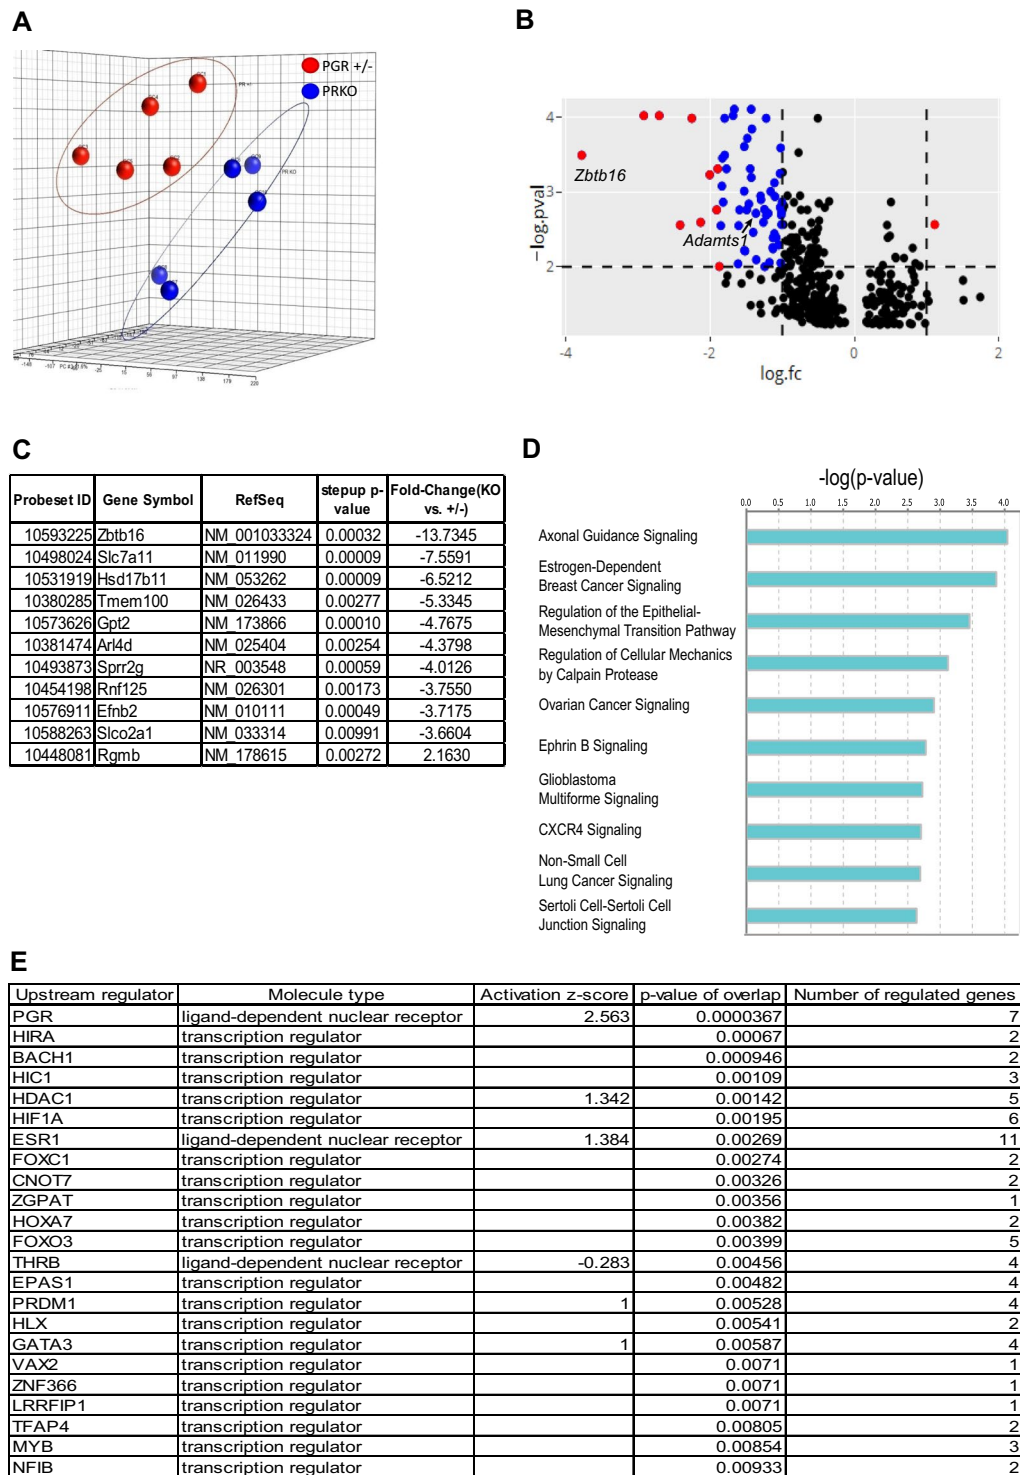 A
PGR +/-
PRKO
PR +/-
PR KO
-148
-107
-25
15
56
97
138
179
220
B
-log.pval
4
3
2
Zbtb16
Adamts1
-4
-2
0
2
log.fc
C
Probeset ID Gene Symbol RefSeq stepup p-value Fold-Change(KO vs. +/-)
10593225 Zbtb16 NM_001033324 0.00032 -13.7345
10498024 Slc7a11 NM_011990 0.00009 -7.5591
10531919 Hsd17b11 NM_053262 0.00009 -6.5212
10380285 Tmem100 NM_026433 0.00277 -5.3345
10573626 Gpt2 NM_173866 0.00010 -4.7675
10381474 Arl4d NM_025404 0.00254 -4.3798
10493873 Sprr2g NR_003548 0.00059 -4.0126
10454198 Rnf125 NM_026301 0.00173 -3.7550
10576911 Efnb2 NM_010111 0.00049 -3.7175
10588263 Slco2a1 NM_033314 0.00991 -3.6604
10448081 Rgmb NM_178615 0.00272 2.1630
D
-log(p-value)
0.0 0.5 1.0 1.5 2.0 2.5 3.0 3.5 4.0
Axonal Guidance Signaling
Estrogen-Dependent
Breast Cancer Signaling
Regulation of the Epithelial-
Mesenchymal Transition Pathway
Regulation of Cellular Mechanics
by Calpain Protease
Ovarian Cancer Signaling
Ephrin B Signaling
Glioblastoma
Multiforme Signaling
CXCR4 Signaling
Non-Small Cell
Lung Cancer Signaling
Sertoli Cell-Sertoli Cell
Junction Signaling
E
Upstream regulator Molecule type Activation z-score p-value of overlap Number of regulated genes
PGR ligand-dependent nuclear receptor 2.563 0.0000367 7
HIRA transcription regulator 0.00067 2
BACH1 transcription regulator 0.000946 2
HIC1 transcription regulator 0.00109 3
HDAC1 transcription regulator 1.342 0.00142 5
HIF1A transcription regulator 0.00195 6
ESR1 ligand-dependent nuclear receptor 1.384 0.00269 11
FOXC1 transcription regulator 0.00274 2
CNOT7 transcription regulator 0.00326 2
ZGPAT transcription regulator 0.00356 1
HOXA7 transcription regulator 0.00382 2
FOXO3 transcription regulator 0.00399 5
THRB ligand-dependent nuclear receptor -0.283 0.00456 4
EPAS1 transcription regulator 0.00482 4
PRDM1 transcription regulator 1 0.00528 4
HLX transcription regulator 0.00541 2
GATA3 transcription regulator 1 0.00587 4
VAX2 transcription regulator 0.0071 1
ZNF366 transcription regulator 0.0071 1
LRRFIP1 transcription regulator 0.0071 1
TFAP4 transcription regulator 0.00805 2
MYB transcription regulator 0.00854 3
NFIB transcription regulator 0.00933 2